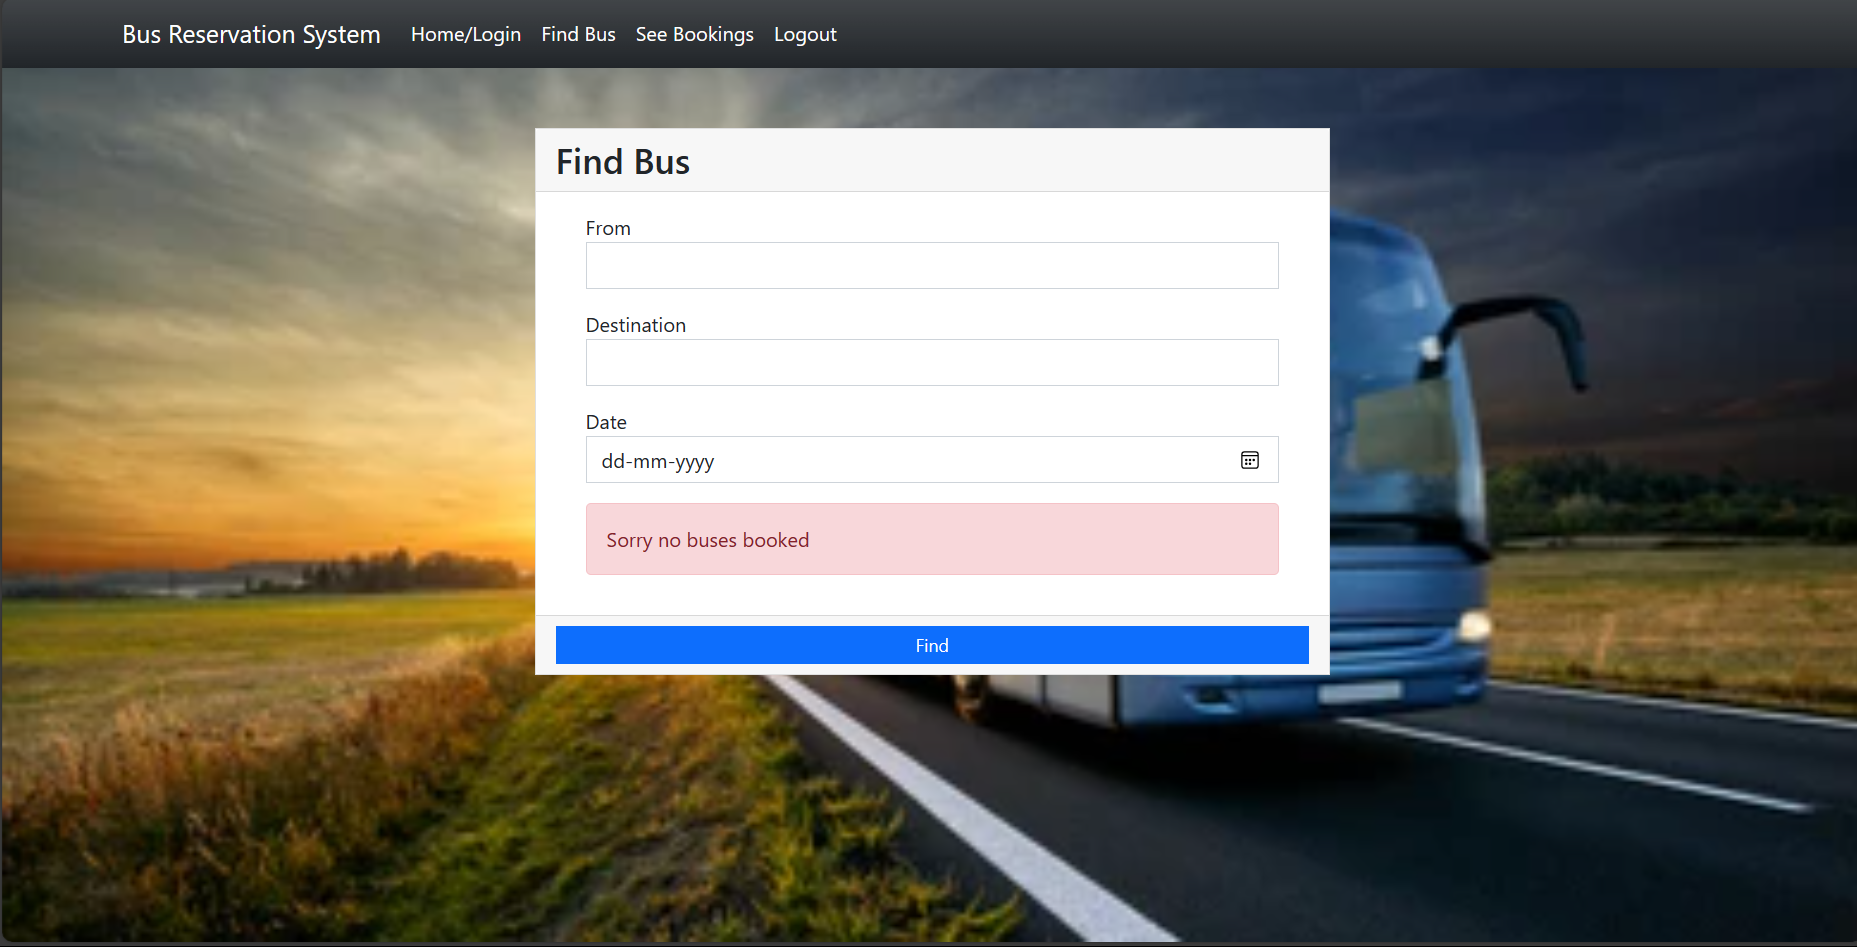 Bus Reservation System Home/Login Find Bus See Bookings Logout
Find Bus
From
Destination
Date
dd-mm-yyyy
Sorry no buses booked
Find